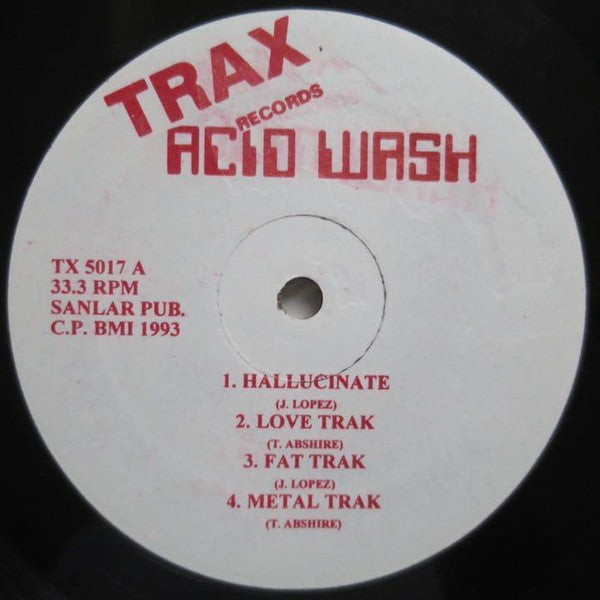 TRAX
RECORDS
ACID WASH
TX 5017 A
33.3 RPM
SANLAR PUB.
C.P. BMI 1993
1. HALLUCINATE
(J. LOPEZ)
2. LOVE TRAK
(T. ABSHIRE)
3. FAT TRAK
(J. LOPEZ)
4. METAL TRAK
(T. ABSHIRE)